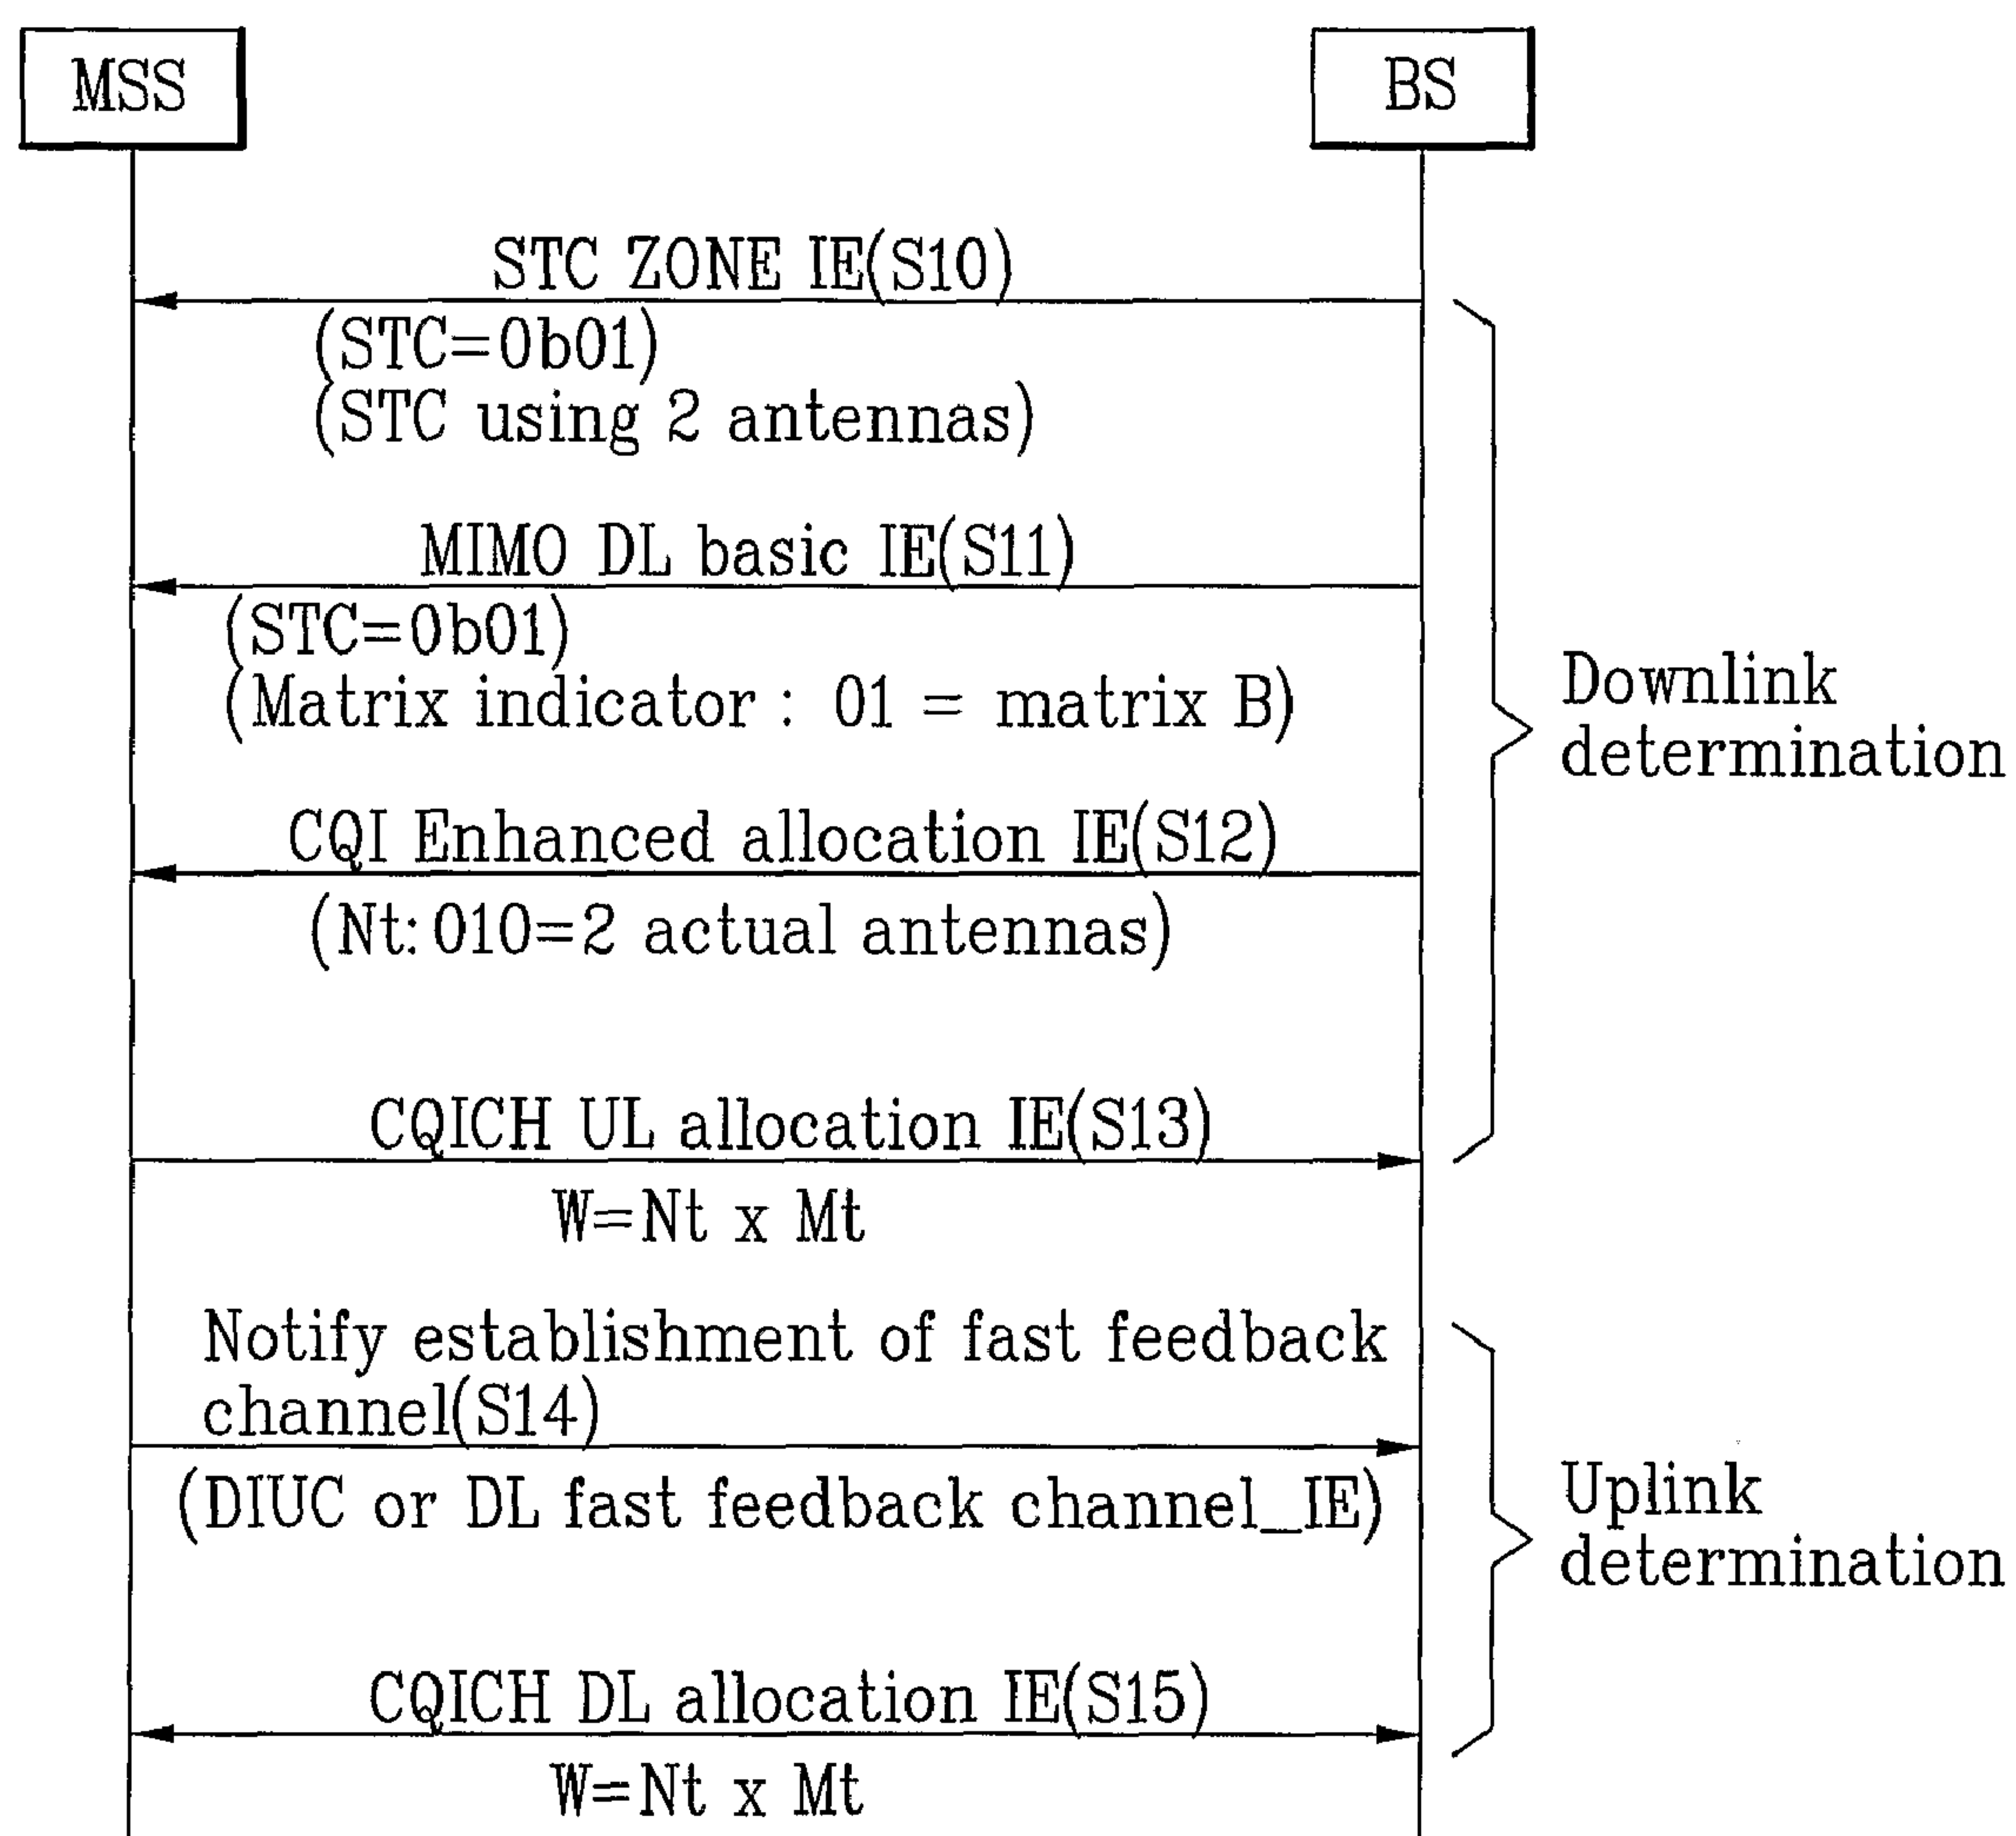 MSS
BS
STC ZONE IE(S10)
(STC=0b01)
(STC using 2 antennas)
MIMO DL basic IE(S11)
(STC=0b01)
(Matrix indicator : 01 = matrix B)
Downlink
determination
CQI Enhanced allocation IE(S12)
(Nt: 010=2 actual antennas)
CQICH UL allocation IE(S13)
W=Nt x Mt
Notify establishment of fast feedback
channel(S14)
(DIUC or DL fast feedback channel_IE)
Uplink
determination
CQICH DL allocation IE(S15)
W=Nt x Mt